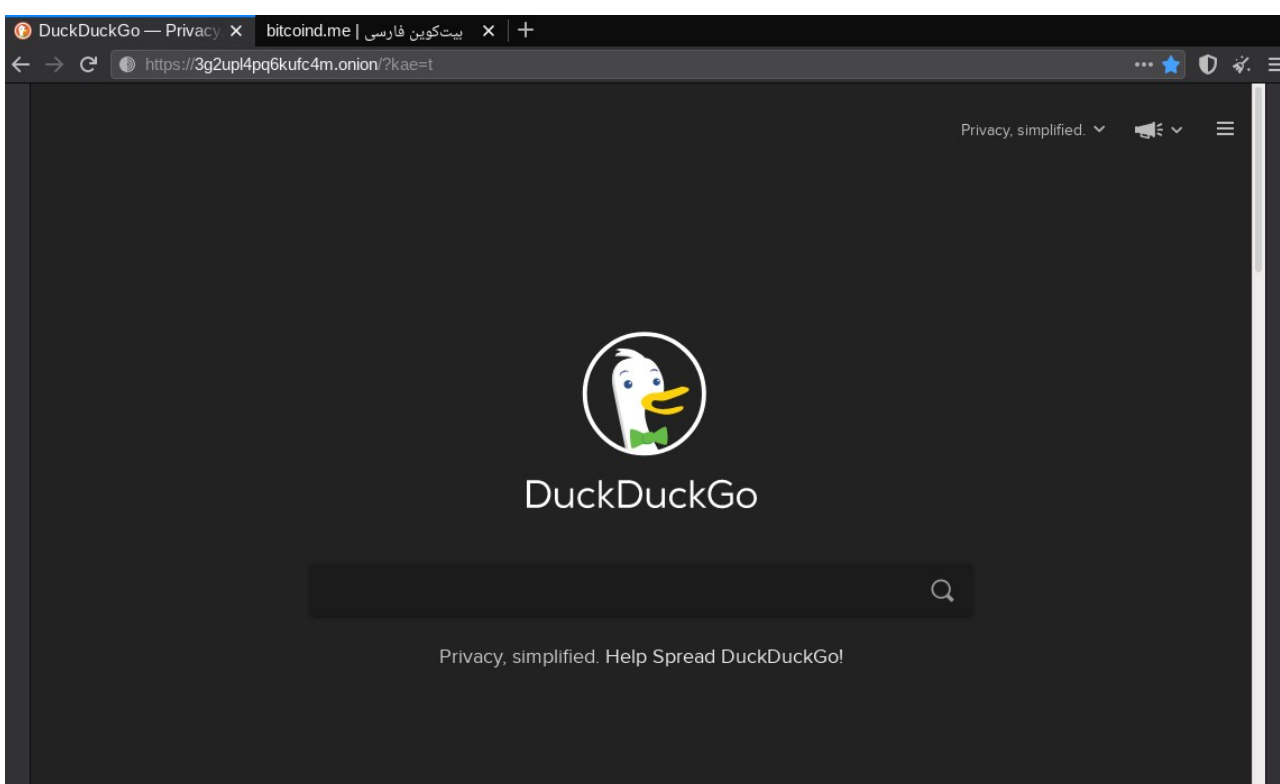 DuckDuckGo — Privacy
bitcoind.me | بیت‌کوین فارسی
https://3g2upl4pq6kufc4m.onion/?kae=t
Privacy, simplified.
DuckDuckGo
Privacy, simplified. Help Spread DuckDuckGo!